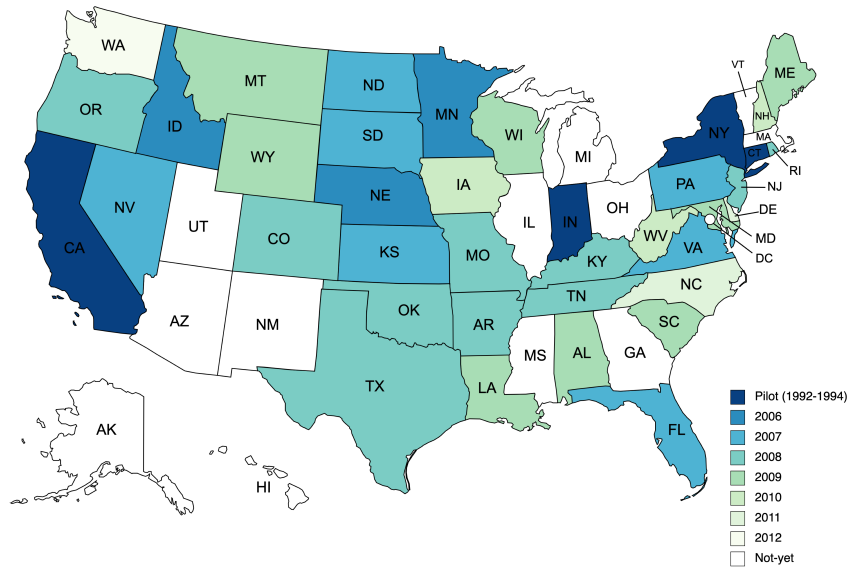 WA
MT
ND
MN
VT
ME
OR
ID
SD
WI
NH
NY
MA
CT
RI
WY
MI
IA
NE
PA
NJ
NV
UT
CO
KS
MO
IL
IN
OH
WV
VA
DE
MD
DC
CA
KY
AZ
NM
OK
AR
TN
NC
SC
TX
LA
MS
AL
GA
FL
AK
HI
Pilot (1992-1994)
2006
2007
2008
2009
2010
2011
2012
Not-yet